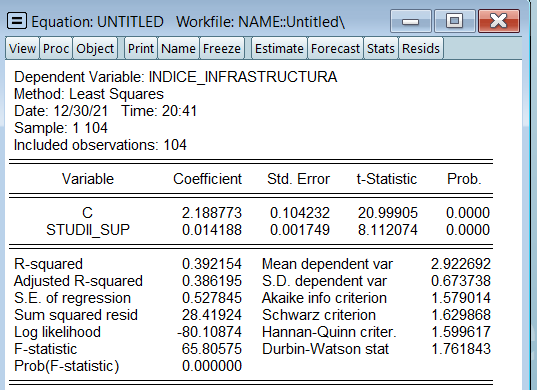 Equation: UNTITLED Workfile: NAME::Untitled\
View Proc Object Print Name Freeze Estimate Forecast Stats Resids
Dependent Variable: INDICE_INFRASTRUCTURA
Method: Least Squares
Date: 12/30/21 Time: 20:41
Sample: 1 104
Included observations: 104
Variable Coefficient Std. Error t-Statistic Prob.
C 2.188773 0.104232 20.99905 0.0000
STUDII_SUP 0.014188 0.001749 8.112074 0.0000
R-squared 0.392154 Mean dependent var 2.922692
Adjusted R-squared 0.386195 S.D. dependent var 0.673738
S.E. of regression 0.527845 Akaike info criterion 1.579014
Sum squared resid 28.41924 Schwarz criterion 1.629868
Log likelihood -80.10874 Hannan-Quinn criter. 1.599617
F-statistic 65.80575 Durbin-Watson stat 1.761843
Prob(F-statistic) 0.000000